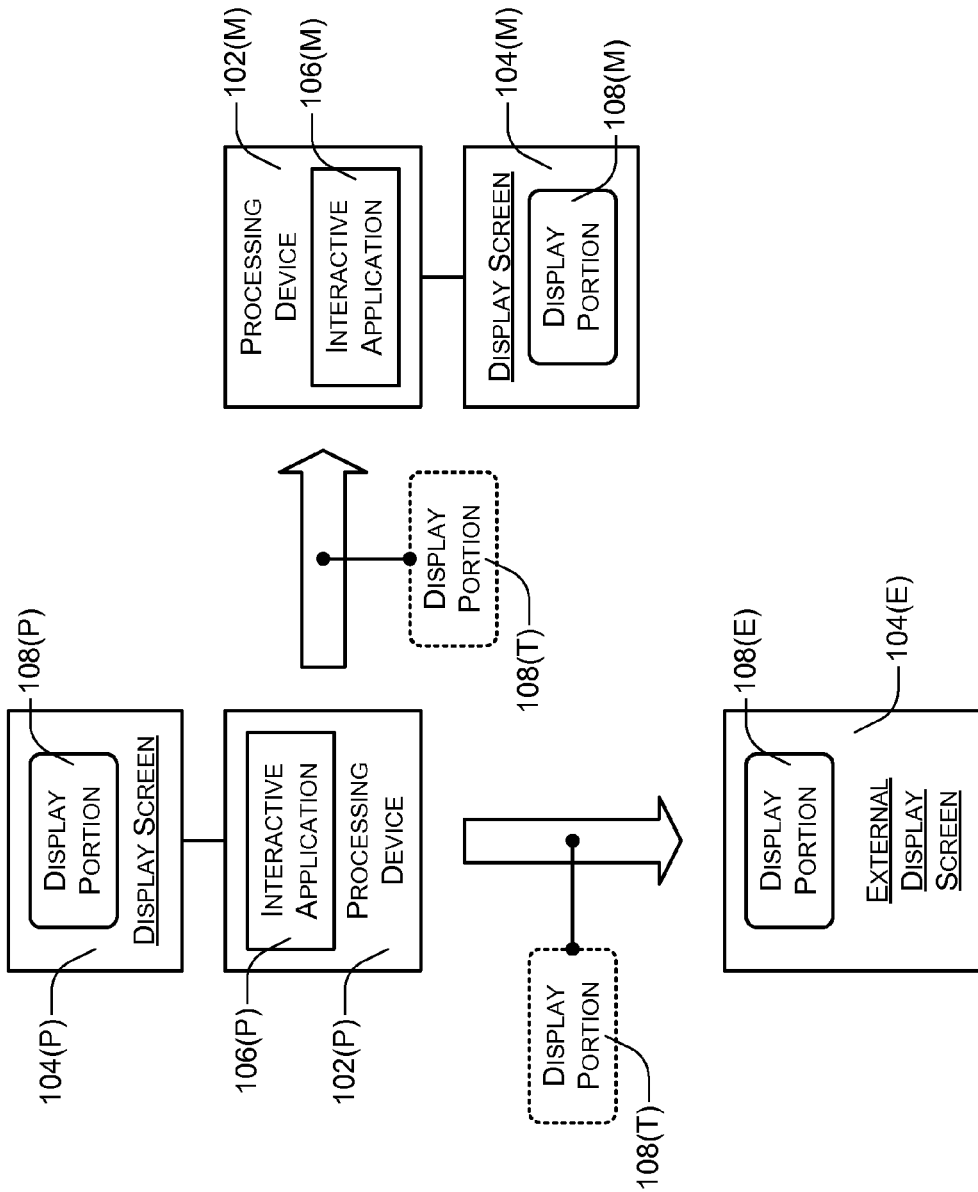 104(P)
DISPLAY
PORTION
108(P)
DISPLAY SCREEN
106(P)
INTERACTIVE
APPLICATION
PROCESSING
DEVICE
102(P)
DISPLAY
PORTION
108(T)
PROCESSING
DEVICE
102(M)
INTERACTIVE
APPLICATION
106(M)
DISPLAY SCREEN
104(M)
DISPLAY
PORTION
108(M)
DISPLAY
PORTION
108(T)
DISPLAY
PORTION
108(E)
EXTERNAL
DISPLAY
SCREEN
104(E)